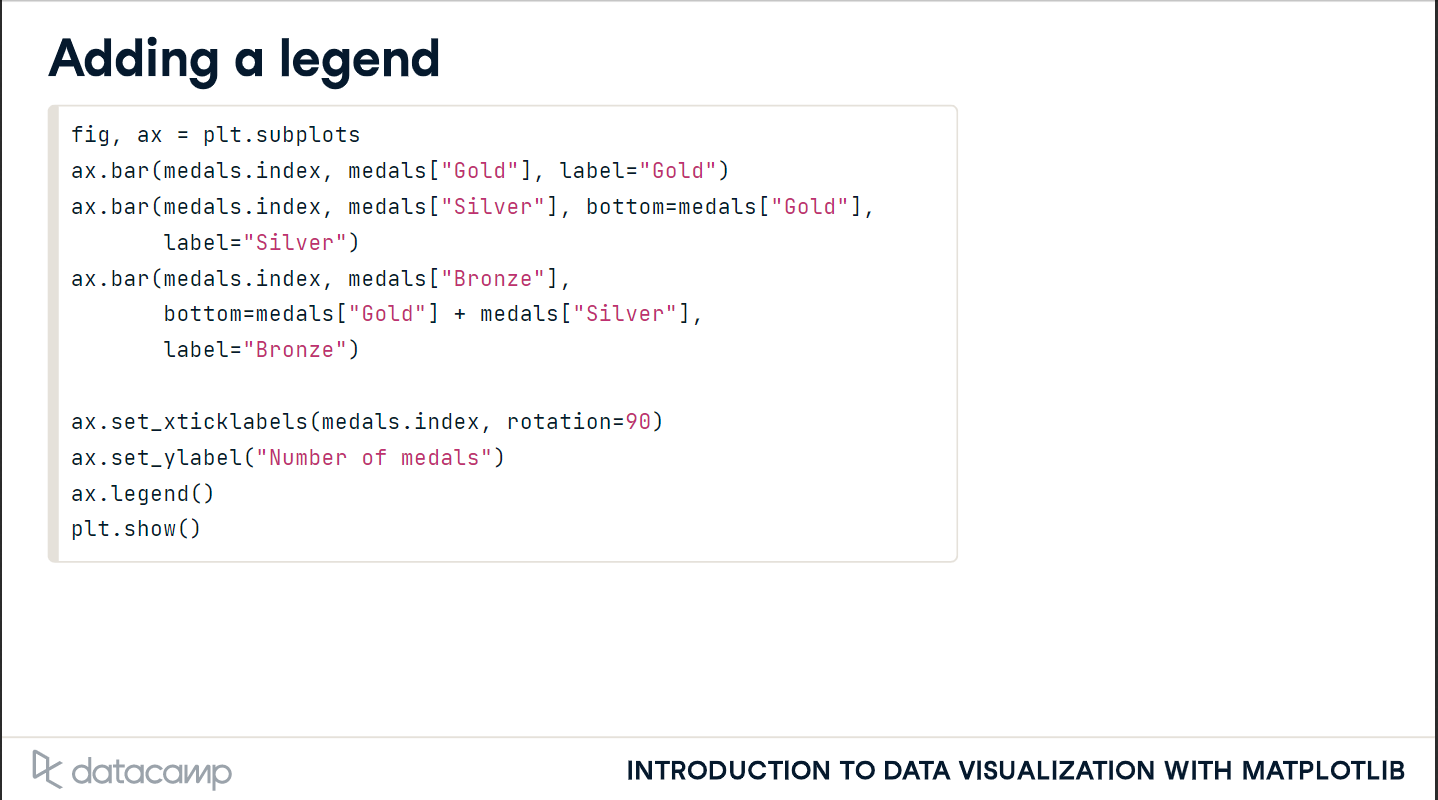 Adding a legend
fig, ax = plt.subplots
ax.bar(medals.index, medals["Gold"], label="Gold")
ax.bar(medals.index, medals["Silver"], bottom=medals["Gold"],
       label="Silver")
ax.bar(medals.index, medals["Bronze"],
       bottom=medals["Gold"] + medals["Silver"],
       label="Bronze")
ax.set_xticklabels(medals.index, rotation=90)
ax.set_ylabel("Number of medals")
ax.legend()
plt.show()
datacamp
INTRODUCTION TO DATA VISUALIZATION WITH MATPLOTLIB